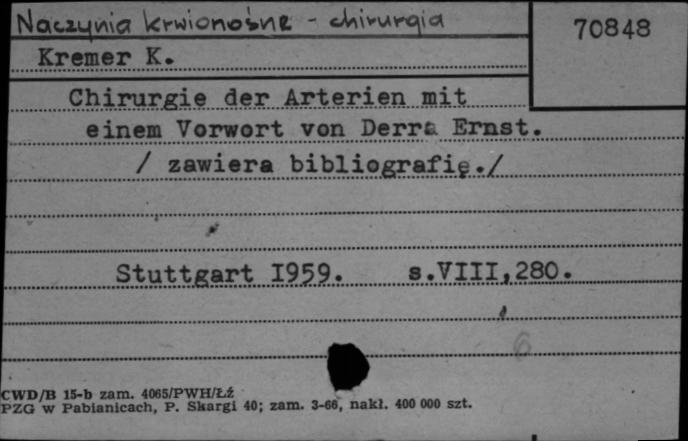 Naczynia krwionośne - chirurgia
70848
Kremer K.
Chirurgie der Arterien mit
einem Vorwort von Derra Ernst.
/ zawiera bibliografię./
Stuttgart I959. s.VIII,280.
6
CWD/B 15-b zam. 4065/PWH/Łź
PZG w Pabianicach, P. Skargi 40; zam. 3-66, nakł. 400 000 szt.